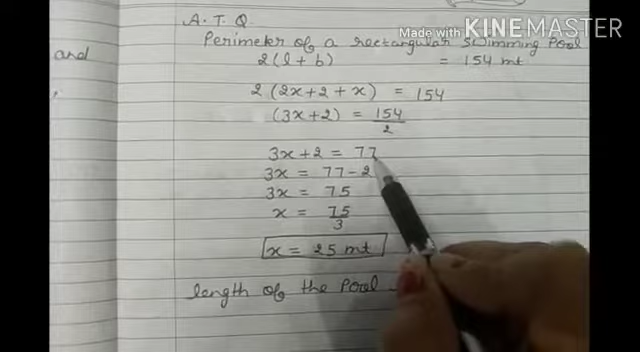 Made with KINEMASTER
A.T.Q.
Perimeter of a rectangular swimming Pool
and
2(l+b) = 154 mt
2(2x+2+x) = 154
(3x+2) = 154/2
3x+2 = 77
3x = 77-2
3x = 75
x = 75/3
x = 25 mt
length of the Pool